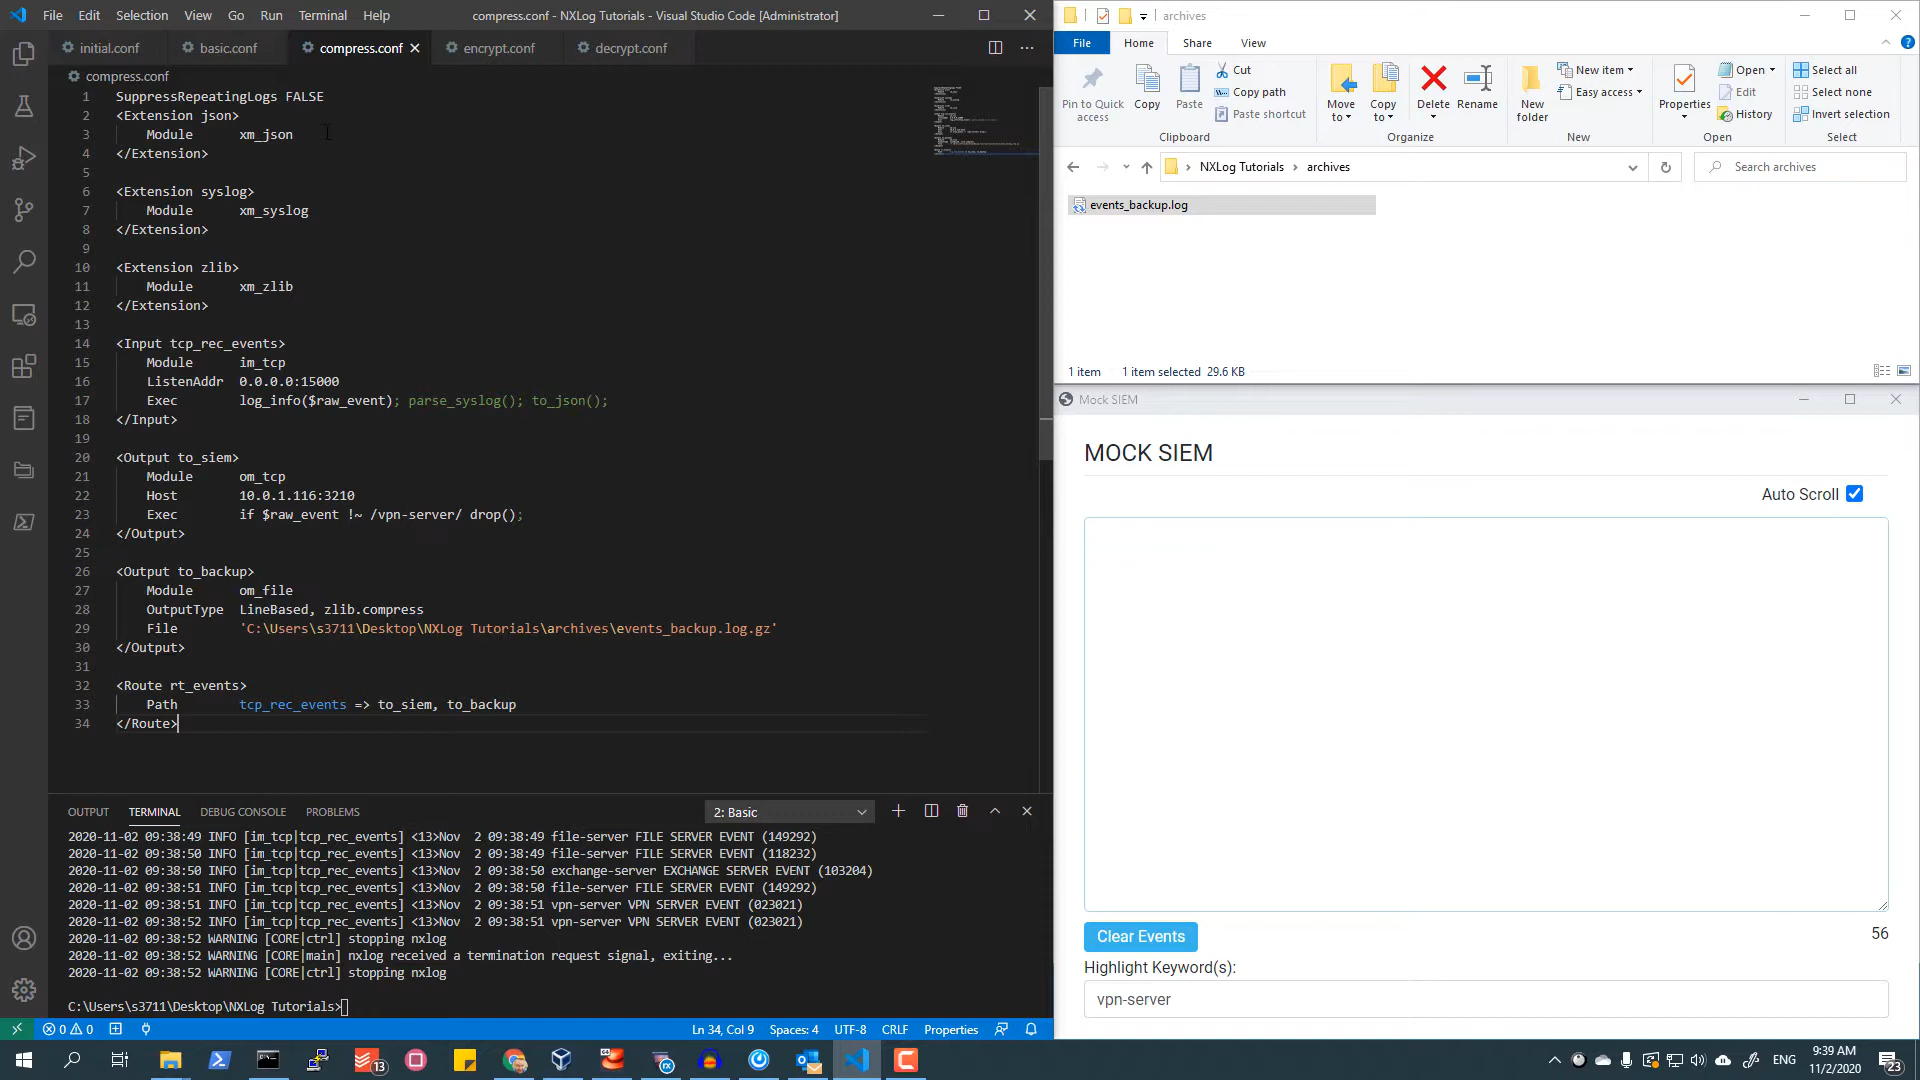 File Edit Selection View Go Run Terminal Help
compress.conf - NXLog Tutorials - Visual Studio Code [Administrator]
initial.conf
basic.conf
compress.conf
encrypt.conf
decrypt.conf
compress.conf
1 SuppressRepeatingLogs FALSE
2 <Extension json>
3 Module xm_json
4 </Extension>
5
6 <Extension syslog>
7 Module xm_syslog
8 </Extension>
9
10 <Extension zlib>
11 Module xm_zlib
12 </Extension>
13
14 <Input tcp_rec_events>
15 Module im_tcp
16 ListenAddr 0.0.0.0:15000
17 Exec log_info($raw_event); parse_syslog(); to_json();
18 </Input>
19
20 <Output to_siem>
21 Module om_tcp
22 Host 10.0.1.116:3210
23 Exec if $raw_event !~ /vpn-server/ drop();
24 </Output>
25
26 <Output to_backup>
27 Module om_file
28 OutputType LineBased, zlib.compress
29 File 'C:\Users\s3711\Desktop\NXLog Tutorials\archives\events_backup.log.gz'
30 </Output>
31
32 <Route rt_events>
33 Path tcp_rec_events => to_siem, to_backup
34 </Route>
OUTPUT TERMINAL DEBUG CONSOLE PROBLEMS
2: Basic
2020-11-02 09:38:49 INFO [im_tcp|tcp_rec_events] <13>Nov  2 09:38:49 file-server FILE SERVER EVENT (149292)
2020-11-02 09:38:50 INFO [im_tcp|tcp_rec_events] <13>Nov  2 09:38:49 file-server FILE SERVER EVENT (118232)
2020-11-02 09:38:50 INFO [im_tcp|tcp_rec_events] <13>Nov  2 09:38:50 exchange-server EXCHANGE SERVER EVENT (103204)
2020-11-02 09:38:51 INFO [im_tcp|tcp_rec_events] <13>Nov  2 09:38:50 file-server FILE SERVER EVENT (149292)
2020-11-02 09:38:51 INFO [im_tcp|tcp_rec_events] <13>Nov  2 09:38:51 vpn-server VPN SERVER EVENT (023021)
2020-11-02 09:38:52 INFO [im_tcp|tcp_rec_events] <13>Nov  2 09:38:51 vpn-server VPN SERVER EVENT (023021)
2020-11-02 09:38:52 WARNING [CORE|ctrl] stopping nxlog
2020-11-02 09:38:52 WARNING [CORE|main] nxlog received a termination request signal, exiting...
2020-11-02 09:38:52 WARNING [CORE|ctrl] stopping nxlog
C:\Users\s3711\Desktop\NXLog Tutorials>
0 0
Ln 34, Col 9 Spaces: 4 UTF-8 CRLF Properties
archives
File Home Share View
Pin to Quick access
Copy
Paste
Cut
Copy path
Paste shortcut
Clipboard
Move to
Copy to
Delete
Rename
Organize
New folder
New item
Easy access
New
Properties
Open
Edit
History
Open
Select all
Select none
Invert selection
Select
NXLog Tutorials > archives
Search archives
events_backup.log
1 item 1 item selected 29.6 KB
Mock SIEM
MOCK SIEM
Auto Scroll
Clear Events
56
Highlight Keyword(s):
vpn-server
13
ENG
9:39 AM
11/2/2020
23